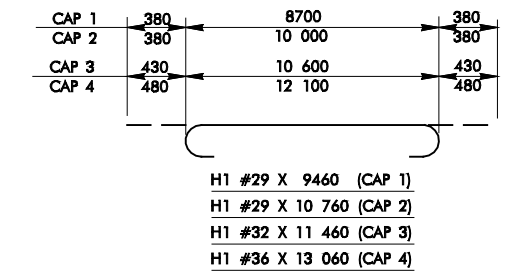 CAP 1 380 8700 380
CAP 2 380 10 000 380
CAP 3 430 10 600 430
CAP 4 480 12 100 480
H1 #29 X 9460 (CAP 1)
H1 #29 X 10 760 (CAP 2)
H1 #32 X 11 460 (CAP 3)
H1 #36 X 13 060 (CAP 4)